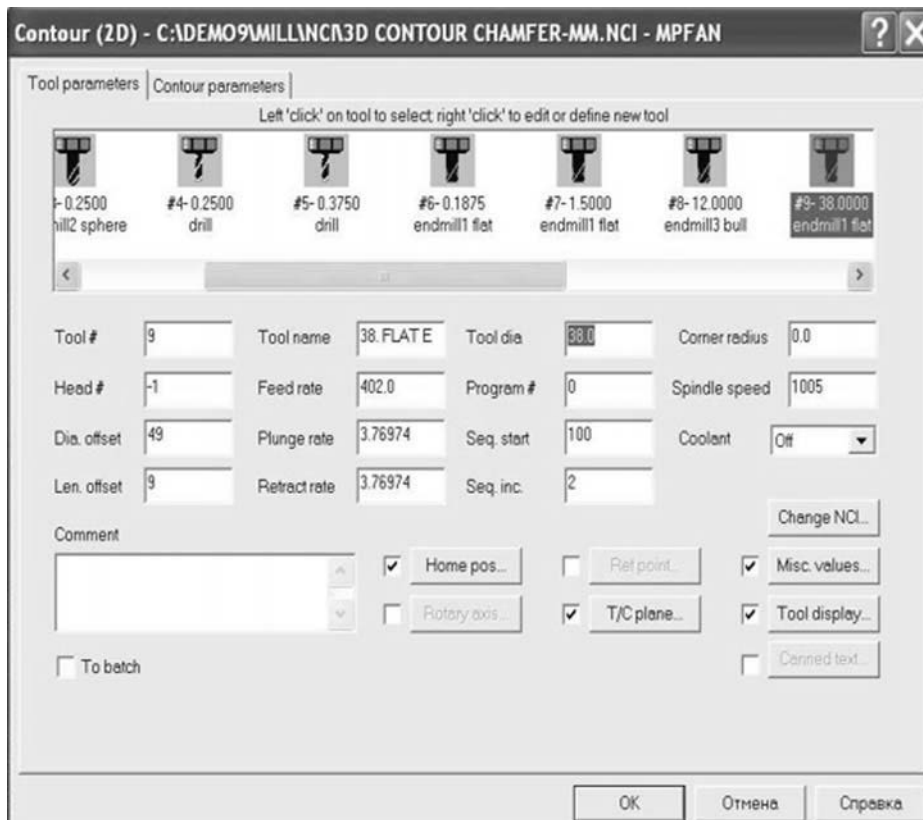 Contour (2D) - C:\DEMO9\MILL\NCI\3D CONTOUR CHAMFER-MM.NCI - MPFAN
Tool parameters Contour parameters
Left 'click' on tool to select; right 'click' to edit or define new tool
- 0.2500 #4- 0.2500 #5- 0.3750 #6- 0.1875 #7- 1.5000 #8- 12.0000 #9- 38.0000
mill2 sphere drill drill endmill1 flat endmill1 flat endmill3 bull endmill1 flat
Tool # 9 Tool name 38. FLAT E Tool dia 38.0 Corner radius 0.0
Head # -1 Feed rate 402.0 Program # 0 Spindle speed 1005
Dia. offset 49 Plunge rate 3.76974 Seq. start 100 Coolant Off
Len. offset 9 Retract rate 3.76974 Seq. inc. 2
Change NCI...
Comment
Home pos... Ref point... Misc. values...
Rotary axis... T/C plane... Tool display...
To batch Canned text...
OK Отмена Справка